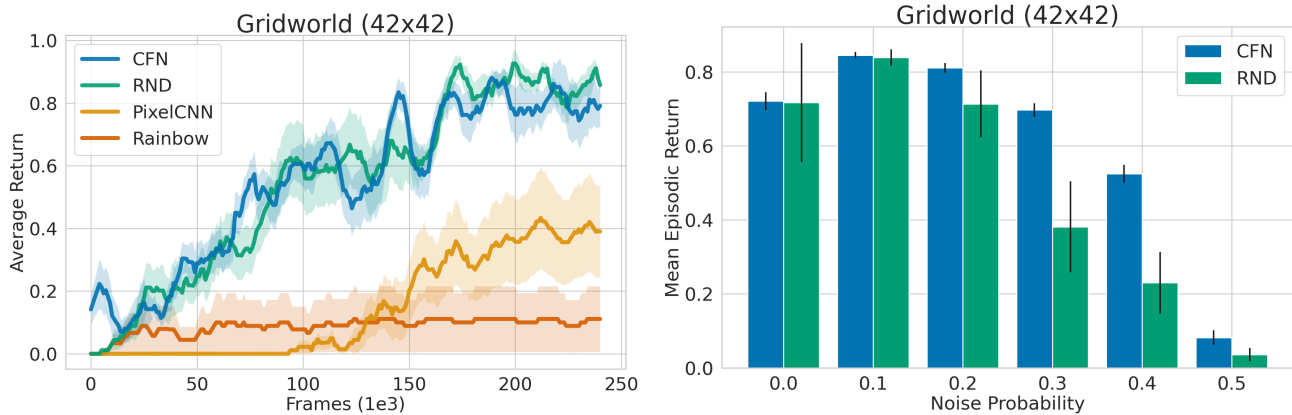 Gridworld (42x42)
Average Return
1.0
0.8
0.6
0.4
0.2
0.0
CFN
RND
PixelCNN
Rainbow
0 50 100 150 200 250
Frames (1e3)
Gridworld (42x42)
Mean Episodic Return
0.8
0.6
0.4
0.2
0.0
CFN
RND
0.0 0.1 0.2 0.3 0.4 0.5
Noise Probability